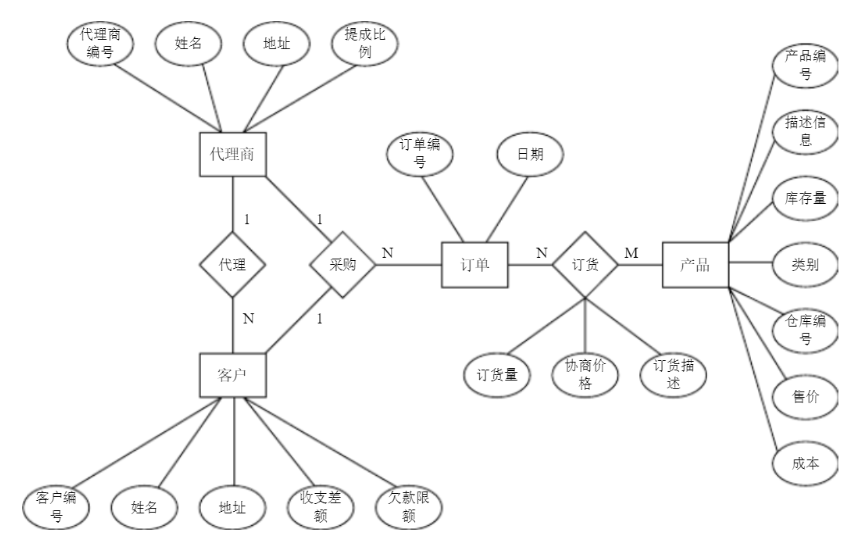 代理商
编号
姓名
地址
提成比
例
产品编
号
代理商
订单编
号
日期
描述信
息
库存量
1
1
代理
采购
N
订单
N
订货
M
产品
类别
N
1
仓库编
号
客户
订货量
协商价
格
订货描
述
售价
成本
客户编
号
姓名
地址
收支差
额
欠款限
额